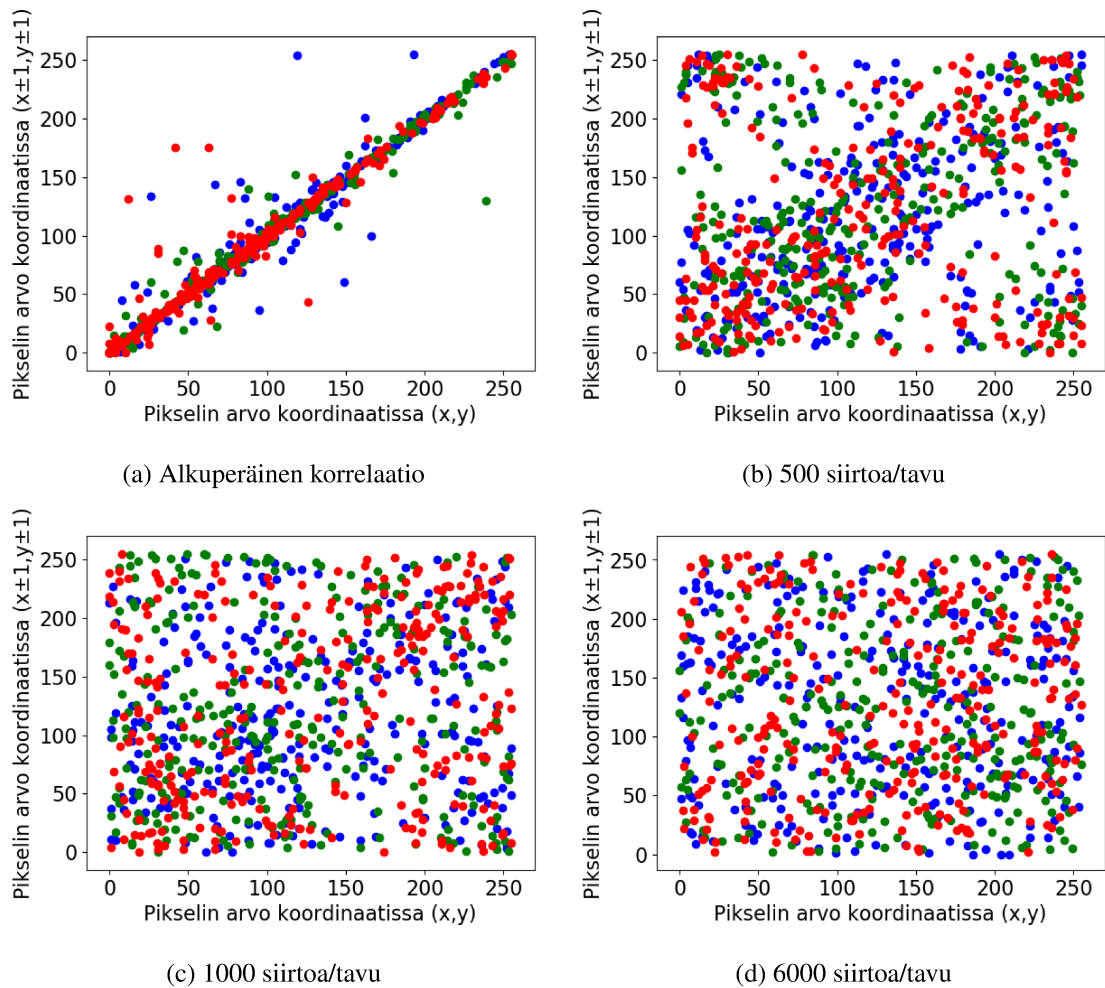 Pikselin arvo koordinaatissa (x±1,y±1)
250
200
150
100
50
0
0 50 100 150 200 250
Pikselin arvo koordinaatissa (x,y)
(a) Alkuperäinen korrelaatio
Pikselin arvo koordinaatissa (x±1,y±1)
250
200
150
100
50
0
0 50 100 150 200 250
Pikselin arvo koordinaatissa (x,y)
(b) 500 siirtoa/tavu
Pikselin arvo koordinaatissa (x±1,y±1)
250
200
150
100
50
0
0 50 100 150 200 250
Pikselin arvo koordinaatissa (x,y)
(c) 1000 siirtoa/tavu
Pikselin arvo koordinaatissa (x±1,y±1)
250
200
150
100
50
0
0 50 100 150 200 250
Pikselin arvo koordinaatissa (x,y)
(d) 6000 siirtoa/tavu